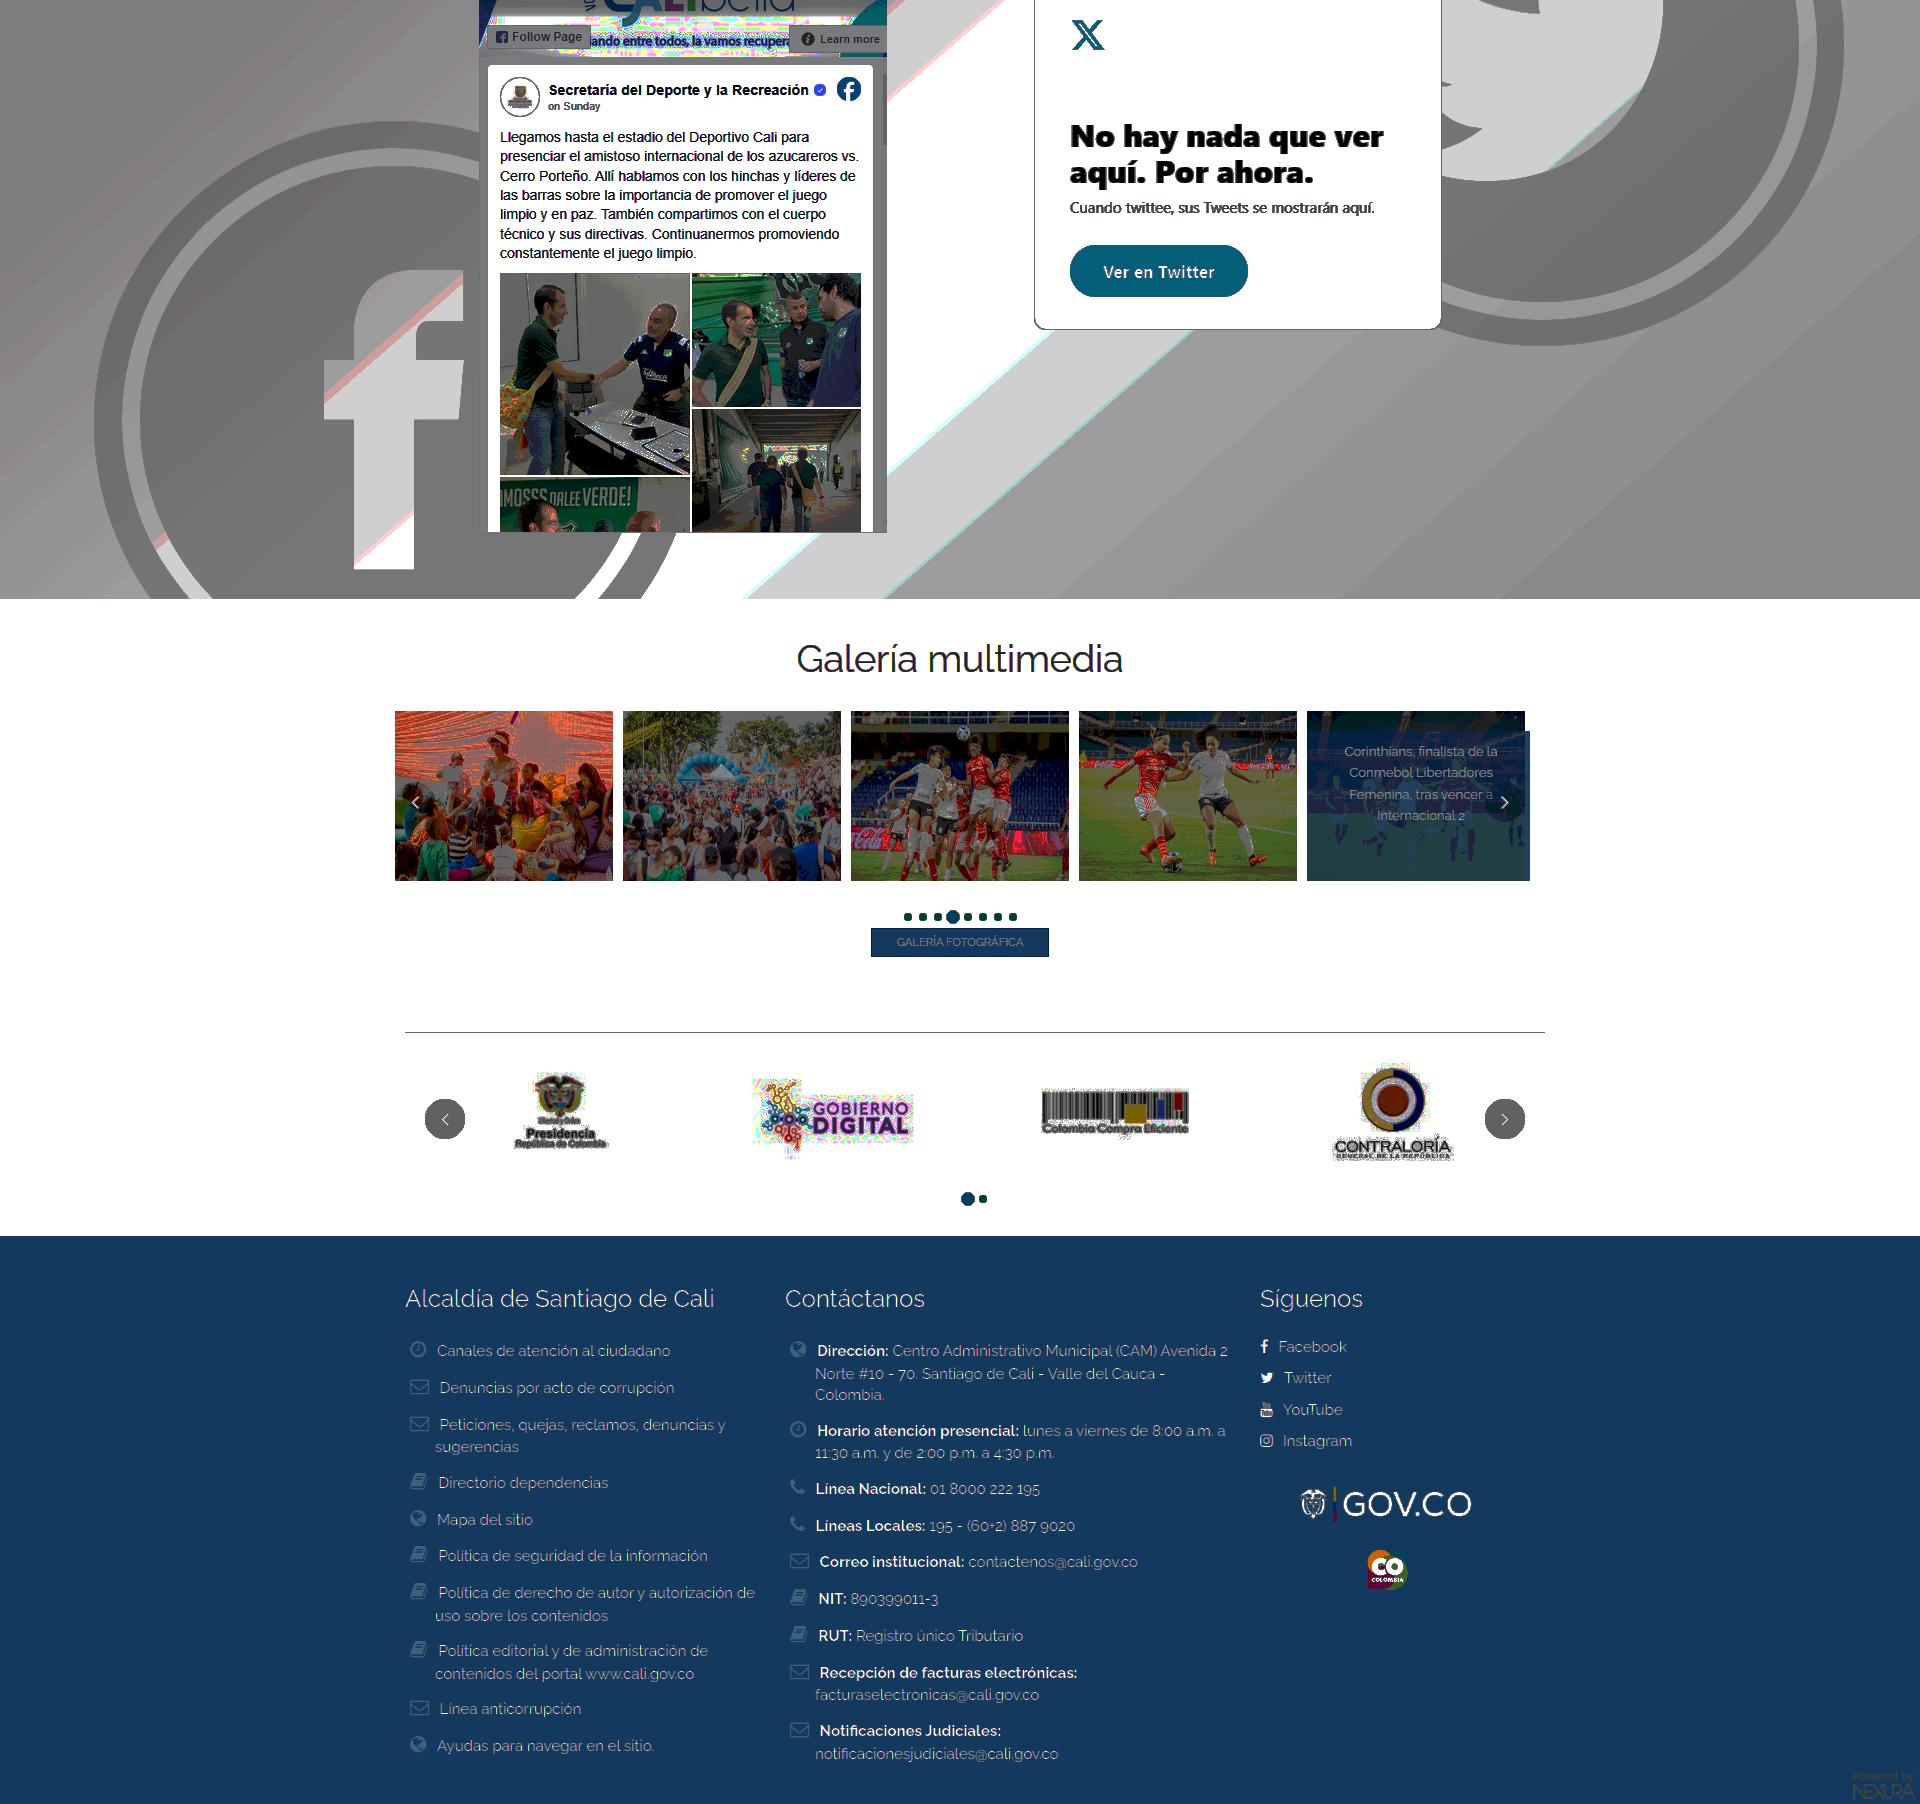 CALIbella
Follow Page
ando entre todos, la vamos recupera
Learn more
Secretaría del Deporte y la Recreación
on Sunday
Llegamos hasta el estadio del Deportivo Cali para
presenciar el amistoso internacional de los azucareros vs.
Cerro Porteño. Allí hablamos con los hinchas y líderes de
las barras sobre la importancia de promover el juego
limpio y en paz. También compartimos con el cuerpo
técnico y sus directivas. Continuanermos promoviendo
constantemente el juego limpio.
AMOSSS DALEE VERDE!
No hay nada que ver
aquí. Por ahora.
Cuando twittee, sus Tweets se mostrarán aquí.
Ver en Twitter
Galería multimedia
Coca-Cola
Corinthians, finalista de la
Conmebol Libertadores
Femenina, tras vencer a
Internacional 2
GALERÍA FOTOGRÁFICA
Presidencia
República de Colombia
GOBIERNO
DIGITAL
Colombia Compra Eficiente
CONTRALORÍA
GENERAL DE LA REPÚBLICA
Alcaldía de Santiago de Cali
Canales de atención al ciudadano
Denuncias por acto de corrupción
Peticiones, quejas, reclamos, denuncias y
sugerencias
Directorio dependencias
Mapa del sitio
Política de seguridad de la información
Política de derecho de autor y autorización de
uso sobre los contenidos
Política editorial y de administración de
contenidos del portal www.cali.gov.co
Línea anticorrupción
Ayudas para navegar en el sitio.
Contáctanos
Dirección: Centro Administrativo Municipal (CAM) Avenida 2
Norte #10 - 70. Santiago de Cali - Valle del Cauca -
Colombia.
Horario atención presencial: lunes a viernes de 8:00 a.m. a
11:30 a.m. y de 2:00 p.m. a 4:30 p.m.
Línea Nacional: 01 8000 222 195
Líneas Locales: 195 - (60+2) 887 9020
Correo institucional: contactenos@cali.gov.co
NIT: 890399011-3
RUT: Registro único Tributario
Recepción de facturas electrónicas:
facturaselectronicas@cali.gov.co
Notificaciones Judiciales:
notificacionesjudiciales@cali.gov.co
Síguenos
Facebook
Twitter
YouTube
Instagram
GOV.CO
CO
COLOMBIA
Powered by
NEXURA